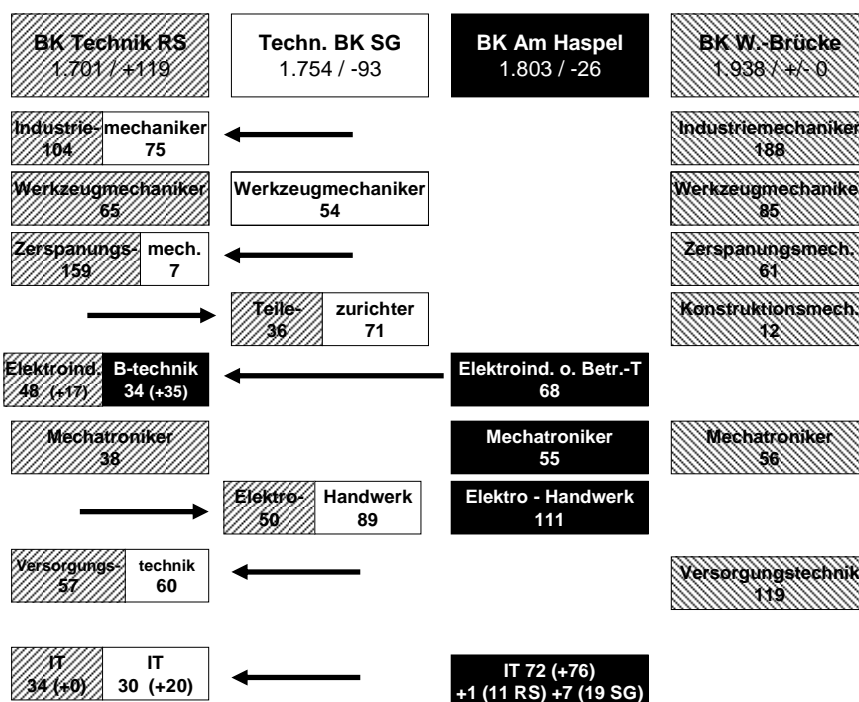 BK Technik RS
1.701 / +119
Techn. BK SG
1.754 / -93
BK Am Haspel
1.803 / -26
BK W.-Brücke
1.938 / +/- 0
Industrie-
104
mechaniker
75
Industriemechaniker
188
Werkzeugmechaniker
65
Werkzeugmechaniker
54
Werkzeugmechanike
85
Zerspanungs-
159
mech.
7
Zerspanungsmech.
61
Teile-
36
zurichter
71
Konstruktionsmech.
12
Elektroind.
48 (+17)
B-technik
34 (+35)
Elektroind. o. Betr.-T
68
Mechatroniker
38
Mechatroniker
55
Mechatroniker
56
Elektro-
50
Handwerk
89
Elektro - Handwerk
111
Versorgungs-
57
technik
60
Versorgungstechnik
119
IT
34 (+0)
IT
30 (+20)
IT 72 (+76)
+1 (11 RS) +7 (19 SG)